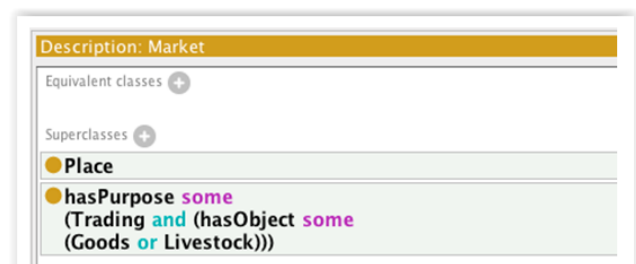 Description: Market
Equivalent classes
Superclasses
Place
hasPurpose some
(Trading and (hasObject some
(Goods or Livestock)))